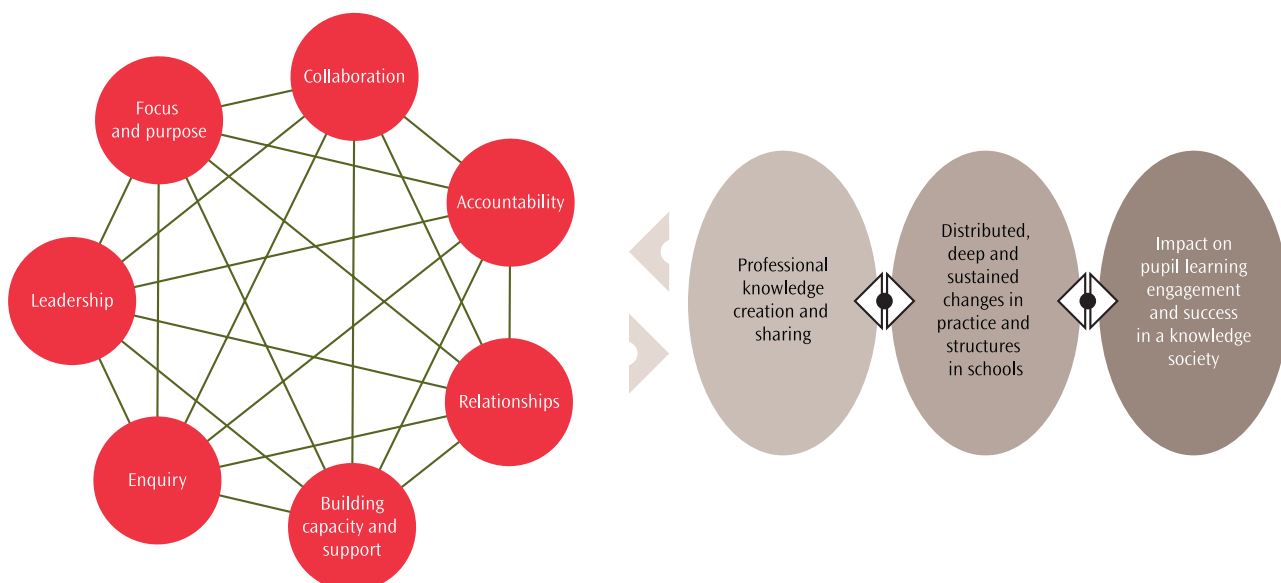 Collaboration
Focus
and purpose
Accountability
Leadership
Relationships
Enquiry
Building
capacity and
support
Professional
knowledge
creation and
sharing
Distributed,
deep and
sustained
changes in
practice and
structures
in schools
Impact on
pupil learning
engagement
and success
in a knowledge
society